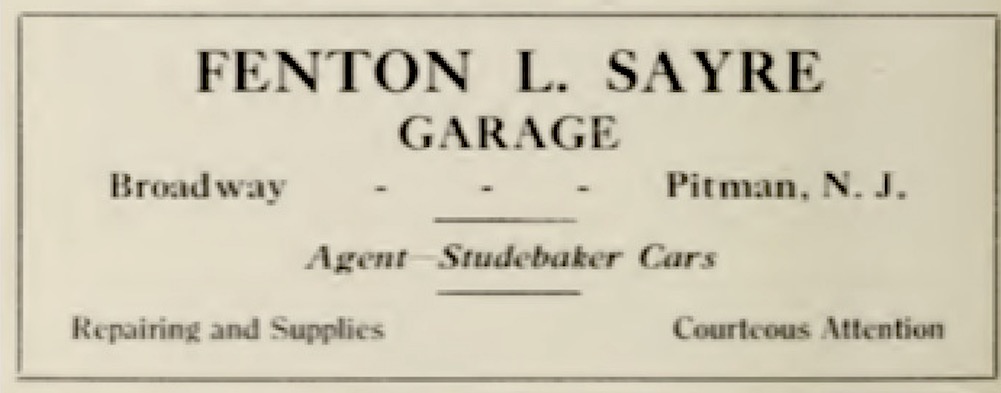 FENTON L. SAYRE
GARAGE
Broadway - - - Pitman, N. J.
Agent—Studebaker Cars
Repairing and Supplies Courteous Attention